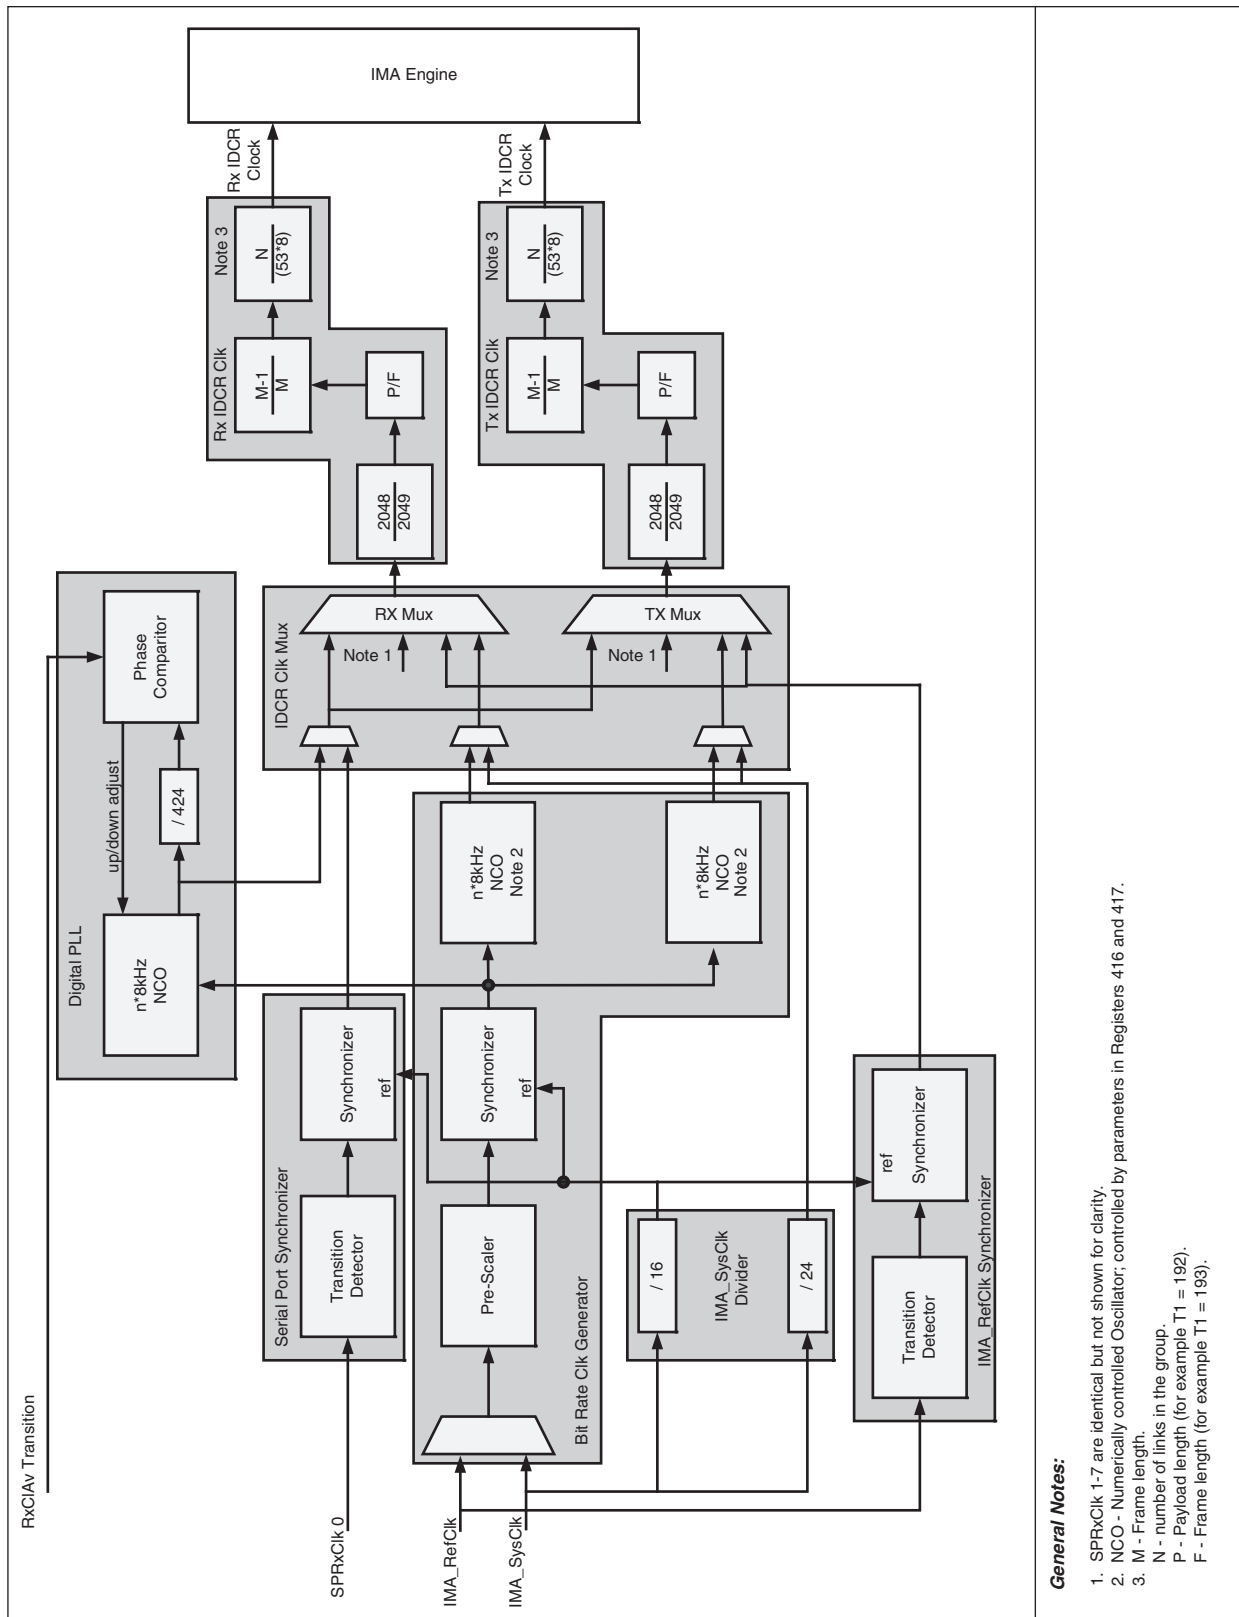 RxClAv Transition
SPRxClk 0
IMA_RefClk
IMA_SysClk
Digital PLL
n*8kHz
NCO
up/down adjust
/ 424
Phase
Comparitor
Serial Port Synchronizer
Transition
Detector
Synchronizer
ref
Bit Rate Clk Generator
Pre-Scaler
Synchronizer
ref
n*8kHz
NCO
Note 2
n*8kHz
NCO
Note 2
IMA_SysClk
Divider
/ 16
/ 24
IMA_RefClk Synchronizer
Transition
Detector
ref
Synchronizer
IDCR Clk Mux
Note 1
RX Mux
Note 1
TX Mux
2048
2049
P/F
Rx IDCR Clk
M-1
M
Note 3
N
(53*8)
Rx IDCR
Clock
2048
2049
P/F
Tx IDCR Clk
M-1
M
Note 3
N
(53*8)
Tx IDCR
Clock
IMA Engine
General Notes:
1. SPRxClk 1-7 are identical but not shown for clarity.
2. NCO - Numerically controlled Oscillator; controlled by parameters in Registers 416 and 417.
3. M - Frame length.
N - number of links in the group.
P - Payload length (for example T1 = 192).
F - Frame length (for example T1 = 193).